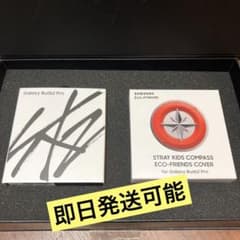 Galaxy Buds2 Pro
SAMSUNG
STRAY KIDS COMPASS
ECO-FRIENDS COVER
for Galaxy Buds2 Pro
即日発送可能